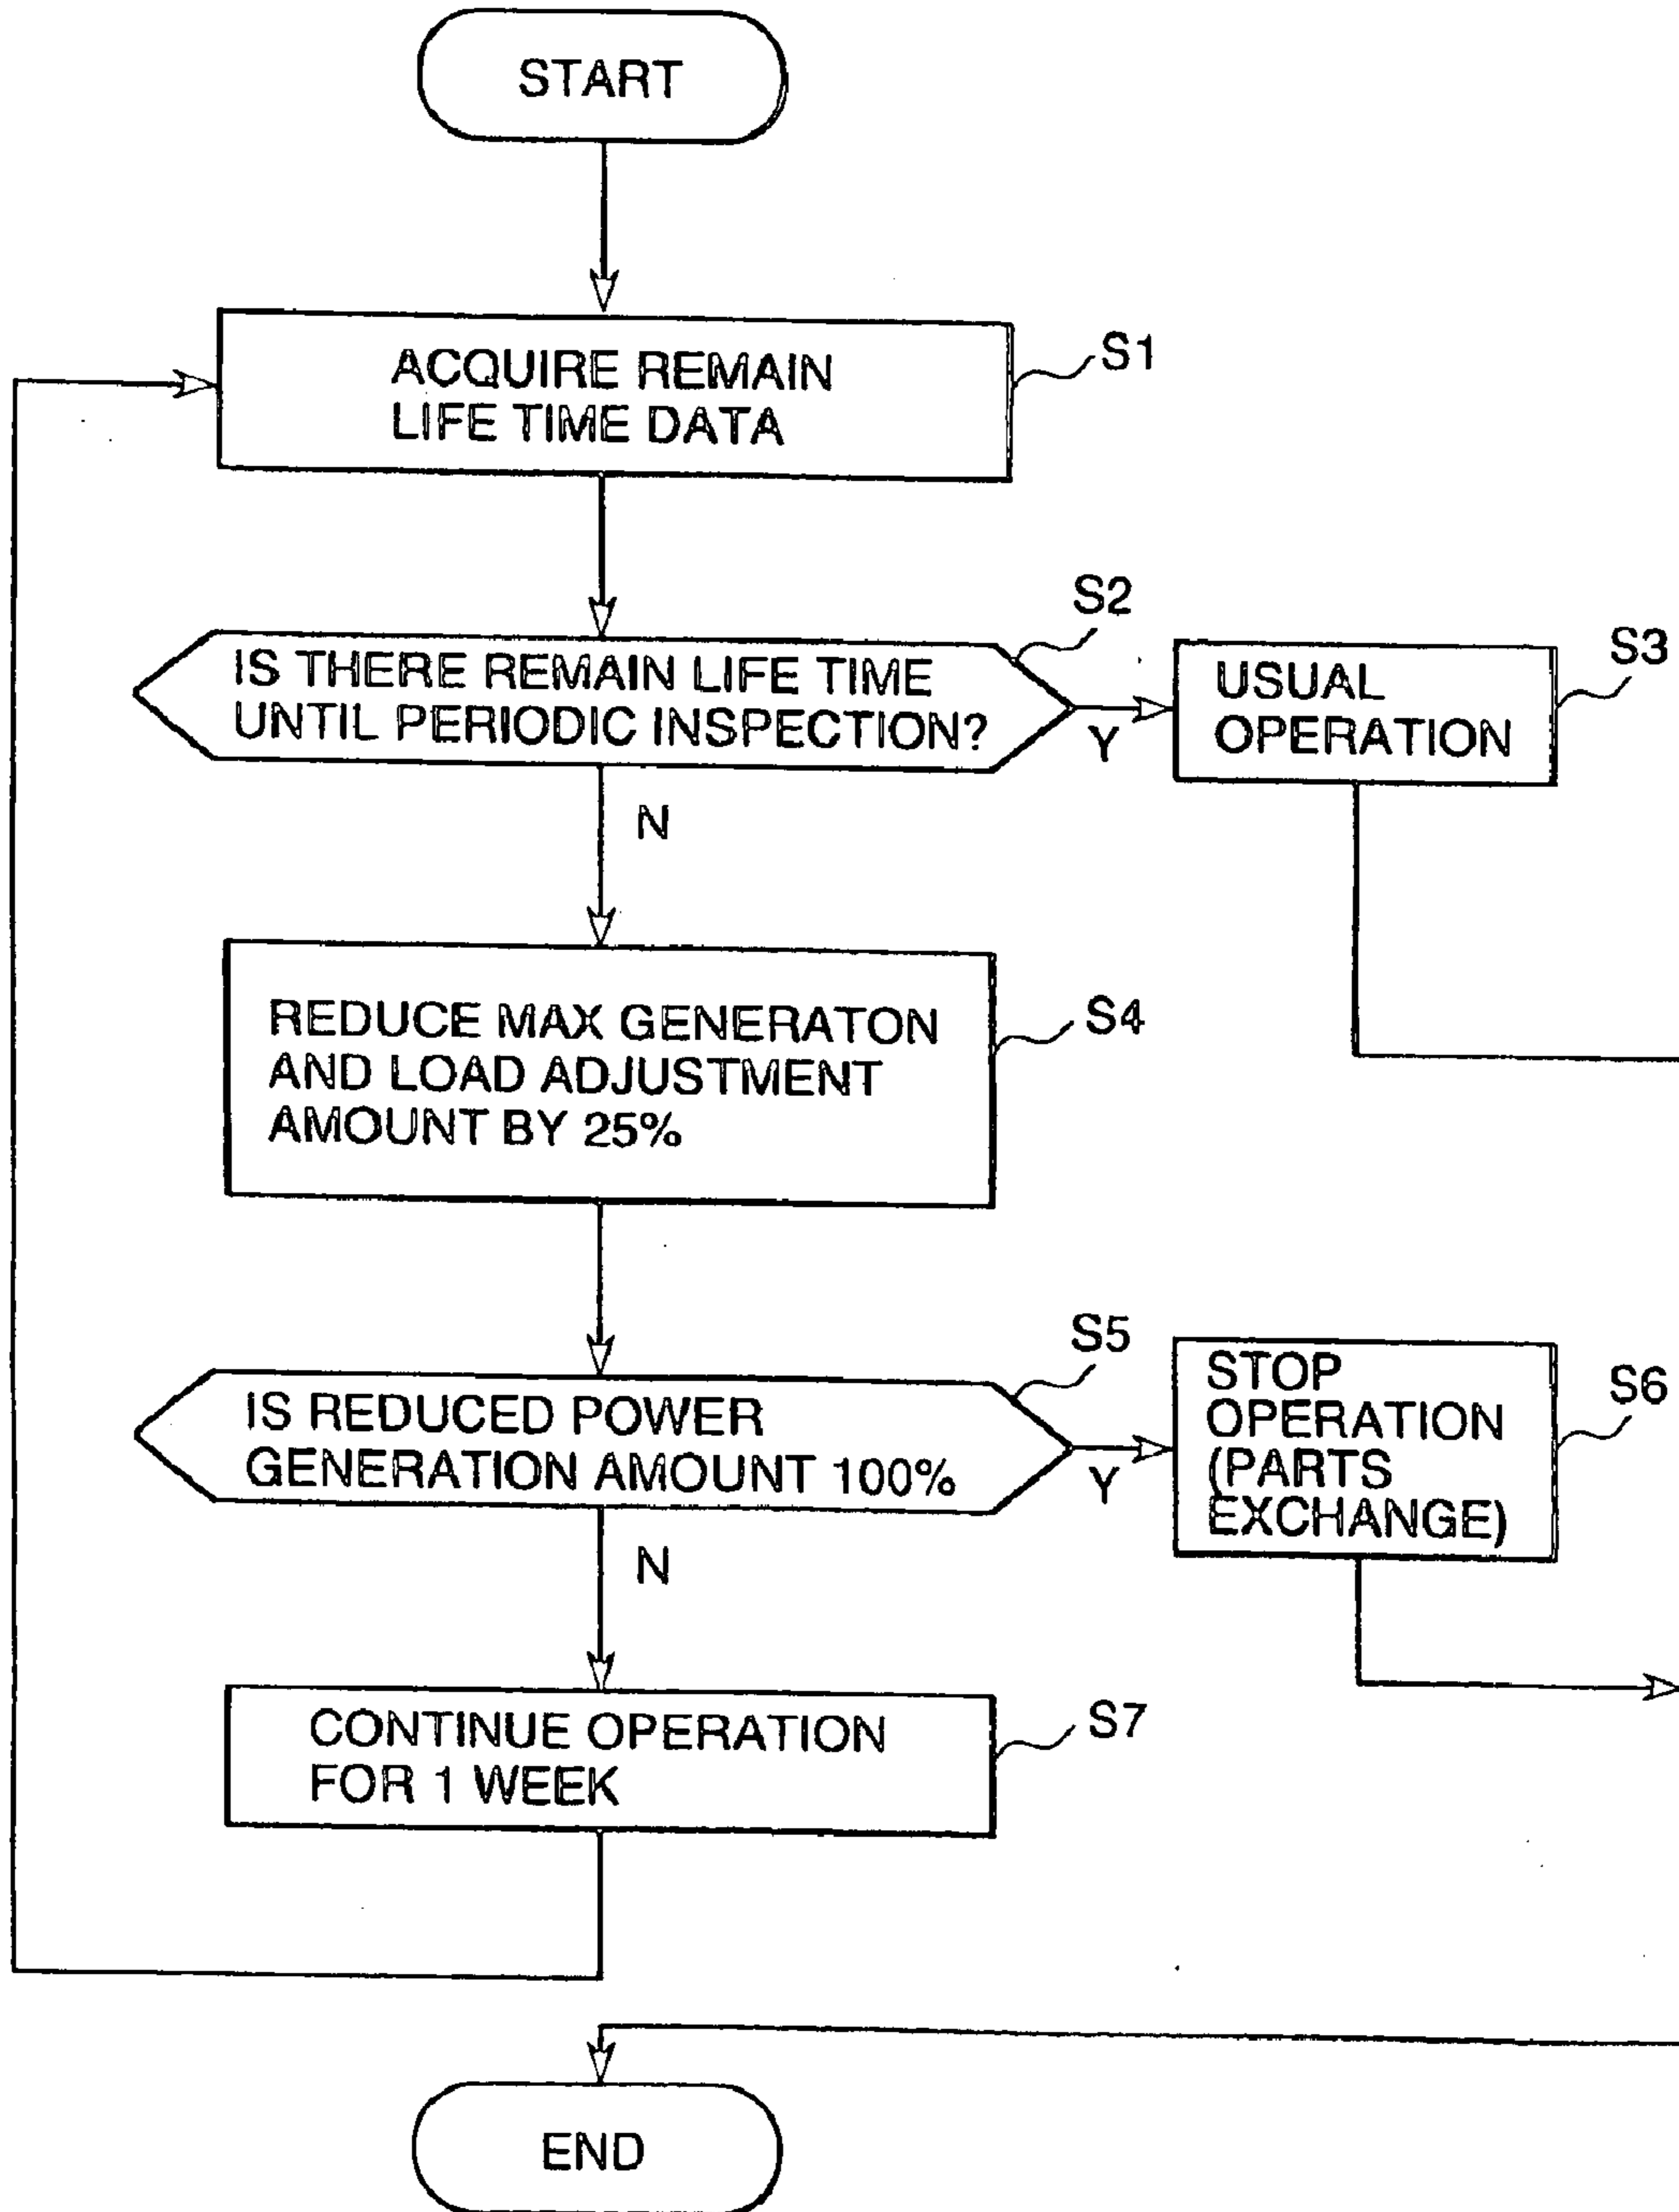 START
ACQUIRE REMAIN
LIFE TIME DATA
S1
IS THERE REMAIN LIFE TIME
UNTIL PERIODIC INSPECTION?
S2
Y
N
USUAL
OPERATION
S3
REDUCE MAX GENERATON
AND LOAD ADJUSTMENT
AMOUNT BY 25%
S4
IS REDUCED POWER
GENERATION AMOUNT 100%
S5
Y
N
STOP
OPERATION
(PARTS
EXCHANGE)
S6
CONTINUE OPERATION
FOR 1 WEEK
S7
END